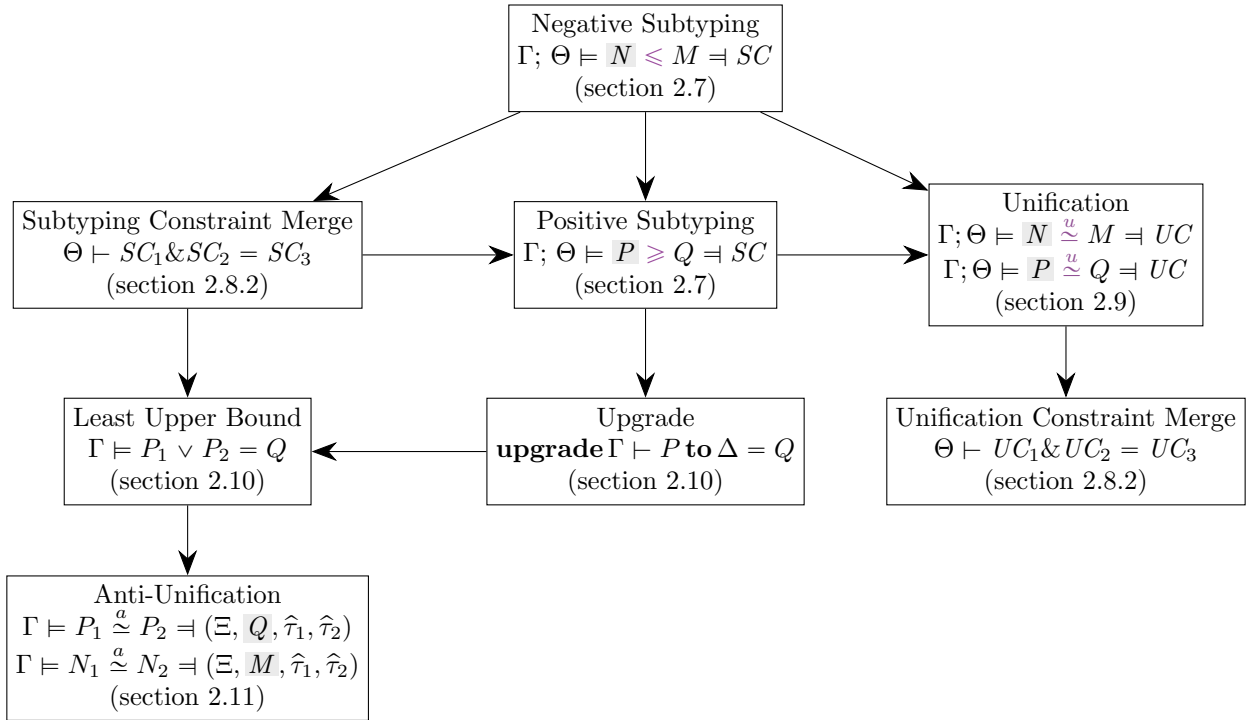 Negative Subtyping
Γ; Θ ⊨ N ⩽ M ⫤ SC
(section 2.7)
Subtyping Constraint Merge
Θ ⊢ SC₁&SC₂ = SC₃
(section 2.8.2)
Positive Subtyping
Γ; Θ ⊨ P ⩾ Q ⫤ SC
(section 2.7)
Unification
Γ; Θ ⊨ N ≃ᵘ M ⫤ UC
Γ; Θ ⊨ P ≃ᵘ Q ⫤ UC
(section 2.9)
Least Upper Bound
Γ ⊨ P₁ ∨ P₂ = Q
(section 2.10)
Upgrade
upgrade Γ ⊢ P to Δ = Q
(section 2.10)
Unification Constraint Merge
Θ ⊢ UC₁&UC₂ = UC₃
(section 2.8.2)
Anti-Unification
Γ ⊨ P₁ ≃ᵃ P₂ ⫤ (Ξ, Q, τ̂₁, τ̂₂)
Γ ⊨ N₁ ≃ᵃ N₂ ⫤ (Ξ, M, τ̂₁, τ̂₂)
(section 2.11)